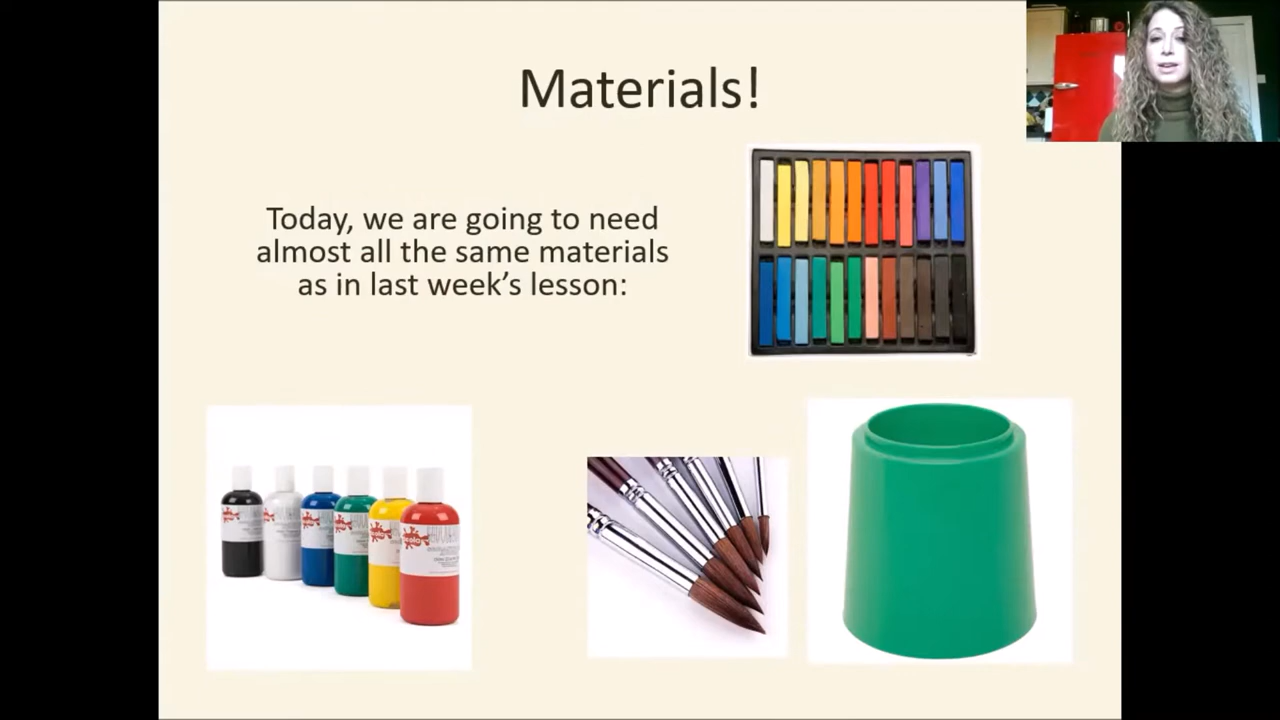 Materials!
Today, we are going to need
almost all the same materials
as in last week's lesson: